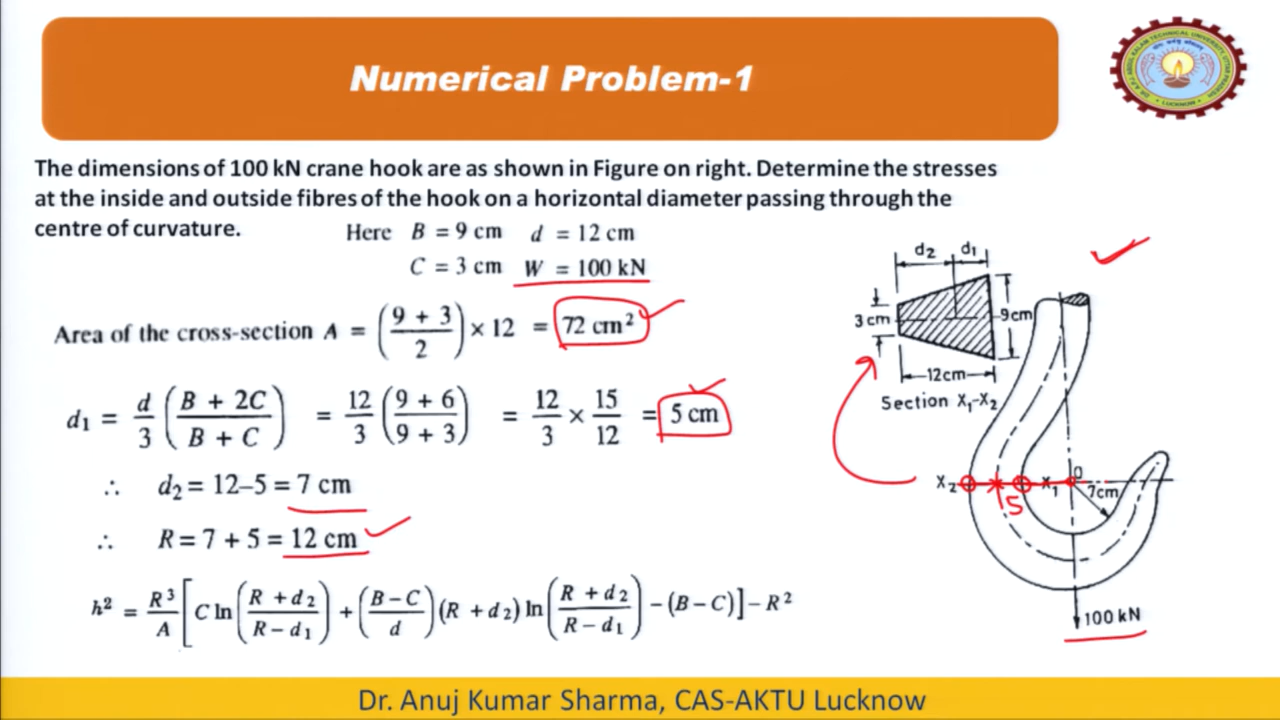 Numerical Problem-1
The dimensions of 100 kN crane hook are as shown in Figure on right. Determine the stresses
at the inside and outside fibres of the hook on a horizontal diameter passing through the
centre of curvature.
Here B = 9 cm d = 12 cm
C = 3 cm W = 100 kN
Area of the cross-section A = ((9 + 3)/2) × 12 = 72 cm²
d₁ = d/3 ((B + 2C)/(B + C)) = 12/3 ((9 + 6)/(9 + 3)) = 12/3 × 15/12 = 5 cm
∴ d₂ = 12–5 = 7 cm
∴ R = 7 + 5 = 12 cm
h² = R³/A [C ln((R + d₂)/(R – d₁)) + ((B – C)/d)(R + d₂) ln((R + d₂)/(R – d₁)) – (B – C)] – R²
d₂ d₁
3 cm
9cm
12cm
Section X₁-X₂
X₂
5
X₁
O
7cm
100 kN
LUCKNOW
Dr. Anuj Kumar Sharma, CAS-AKTU Lucknow